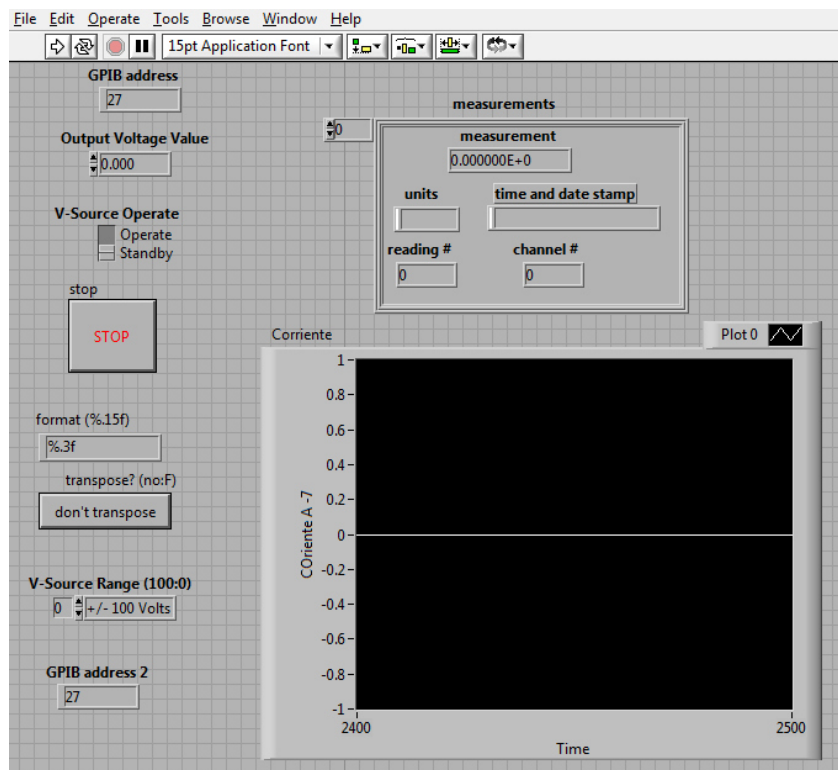 File Edit Operate Tools Browse Window Help
15pt Application Font
GPIB address
27
Output Voltage Value
0.000
V-Source Operate
Operate
Standby
stop
STOP
format (%.15f)
%.3f
transpose? (no:F)
don't transpose
V-Source Range (100:0)
0 +/- 100 Volts
GPIB address 2
27
measurements
0
measurement
0.000000E+0
units time and date stamp
reading # channel #
0 0
Corriente Plot 0
1
0.8
0.6
0.4
0.2
0
-0.2
-0.4
-0.6
-0.8
-1
COriente A -7
2400 2500
Time